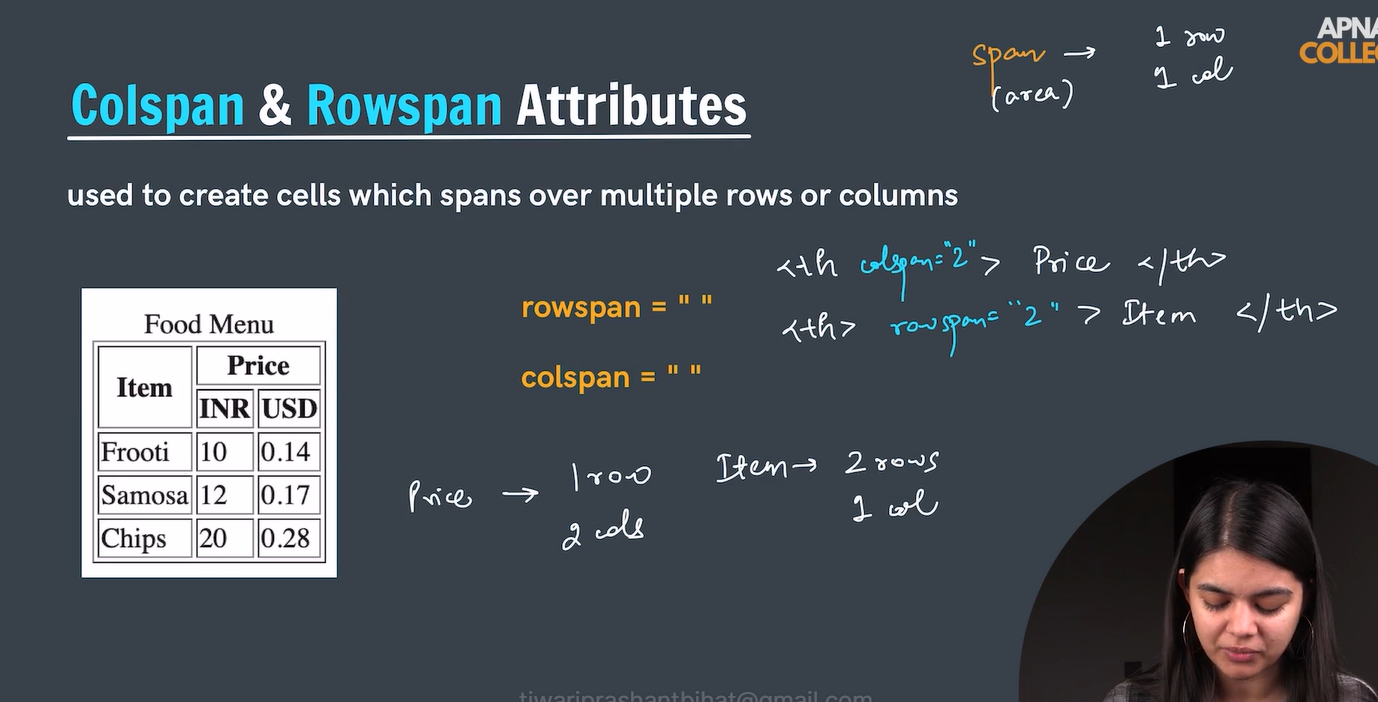 span → 1 row
(area) 1 col
APNA
COLLEG
Colspan & Rowspan Attributes
used to create cells which spans over multiple rows or columns
<th colspan="2"> Price </th>
rowspan = " "
<th> rowspan="2" > Item </th>
colspan = " "
Food Menu
Item Price
INR USD
Frooti 10 0.14
Samosa 12 0.17
Chips 20 0.28
Price → 1 row
2 cols
Item → 2 rows
1 col
tiwariprashantbihat@gmail.com